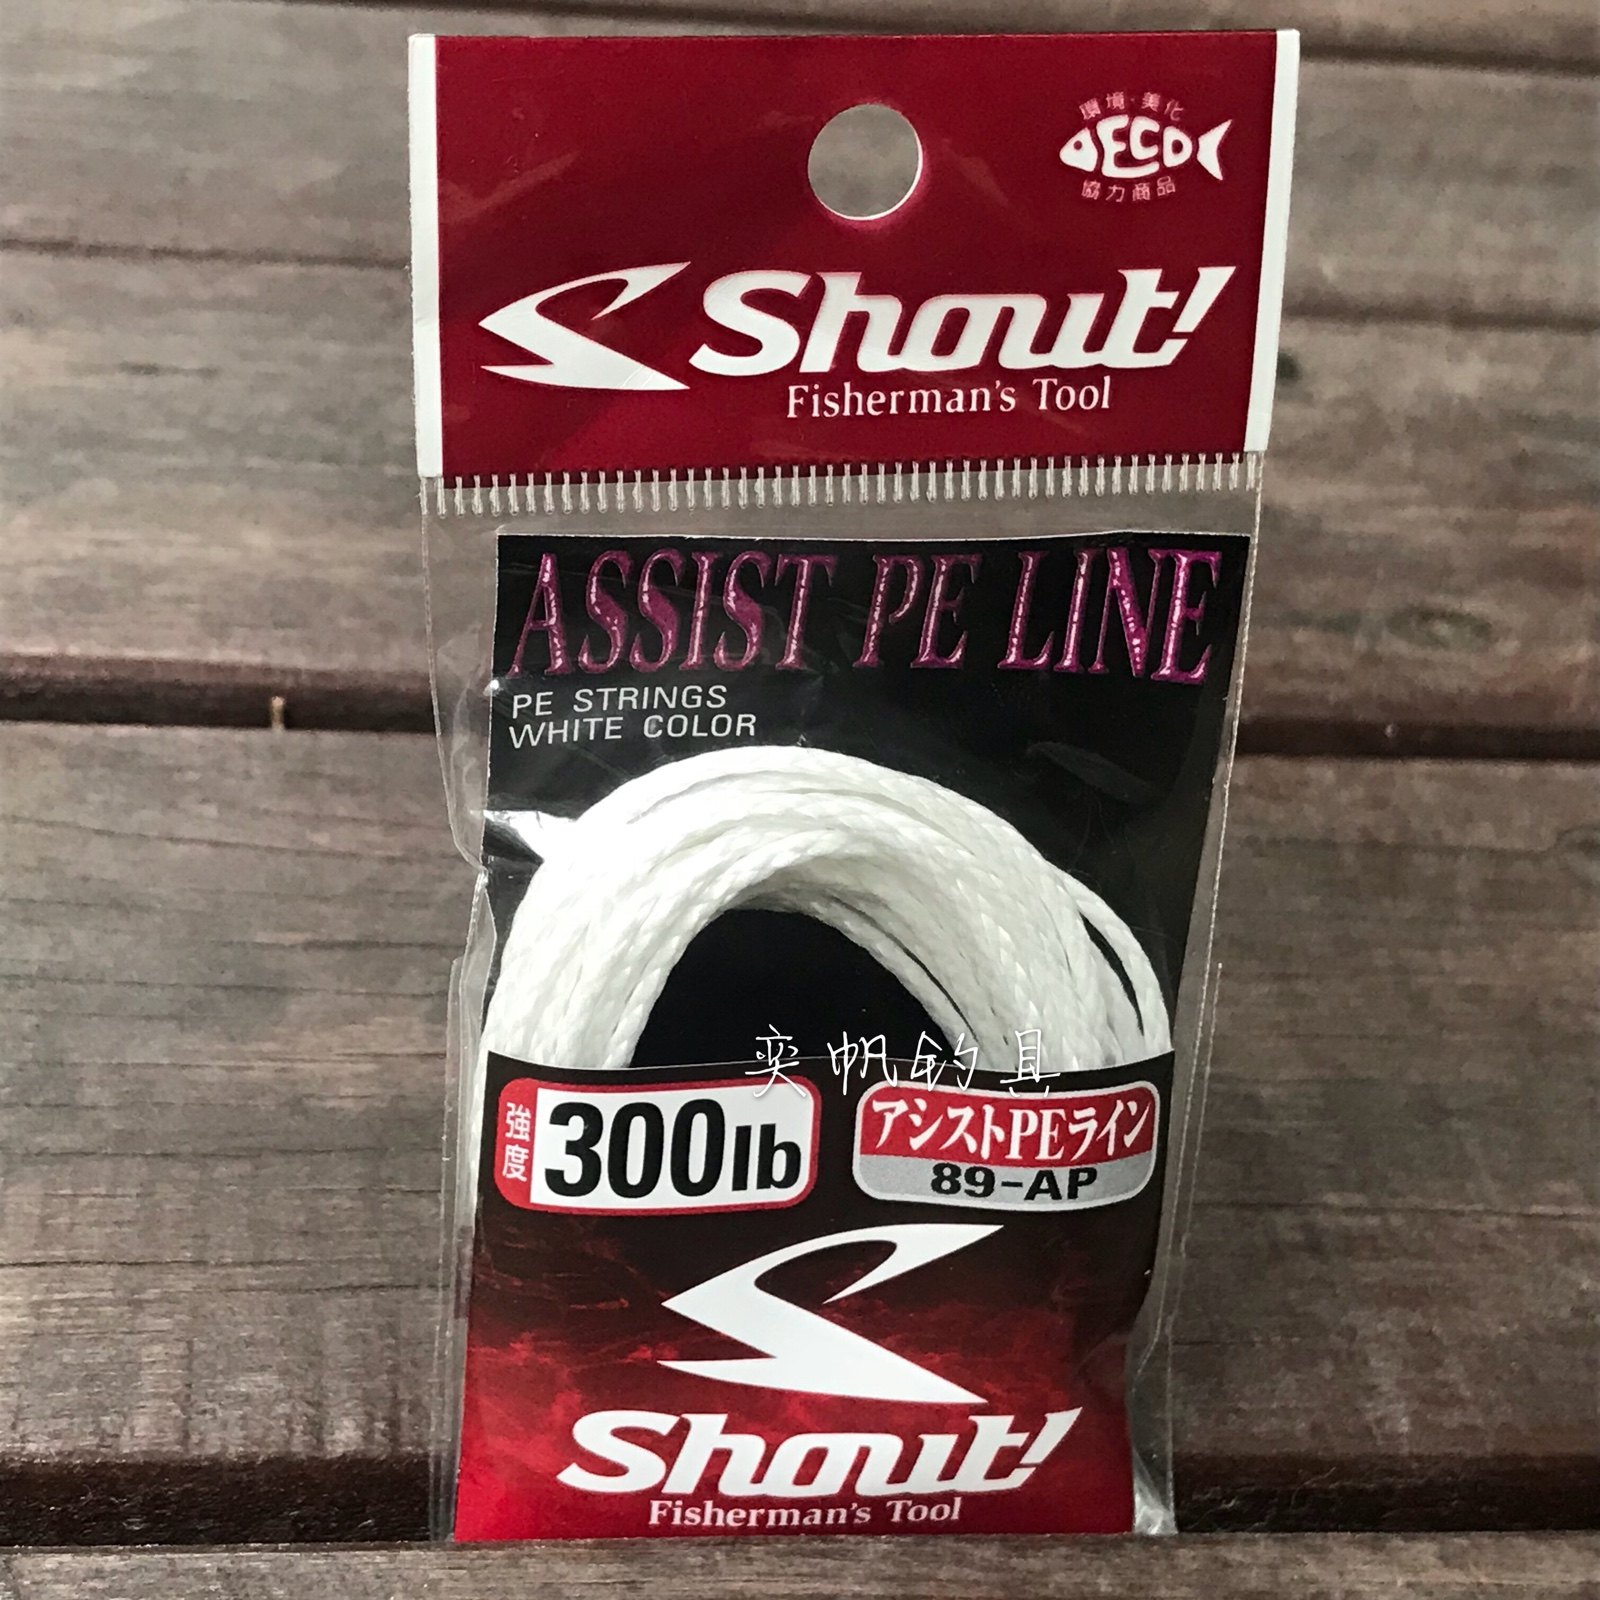 環境·美化
ECO
協力商品
Shout!
Fisherman's Tool
ASSIST PE LINE
PE STRINGS
WHITE COLOR
奕帆钓具
強度 300lb
アシストPEライン
89-AP
Shout!
Fisherman's Tool